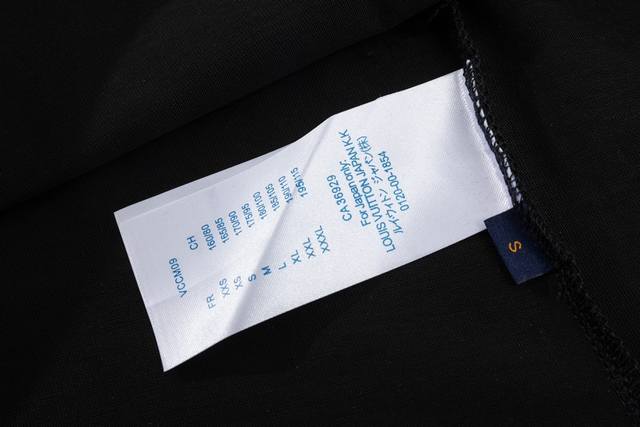 VCCM09
FR CH
XXS 160/80
XS 165/85
S 170/90
M 175/95
L 180/100
XL 185/105
XXL 190/110
XXXL 195/115
CA 36929
For Japan only:
LOUIS VUITTON JAPAN K.K.
ルイ ヴィトン ジャパン(株)
0120-00-1854
S